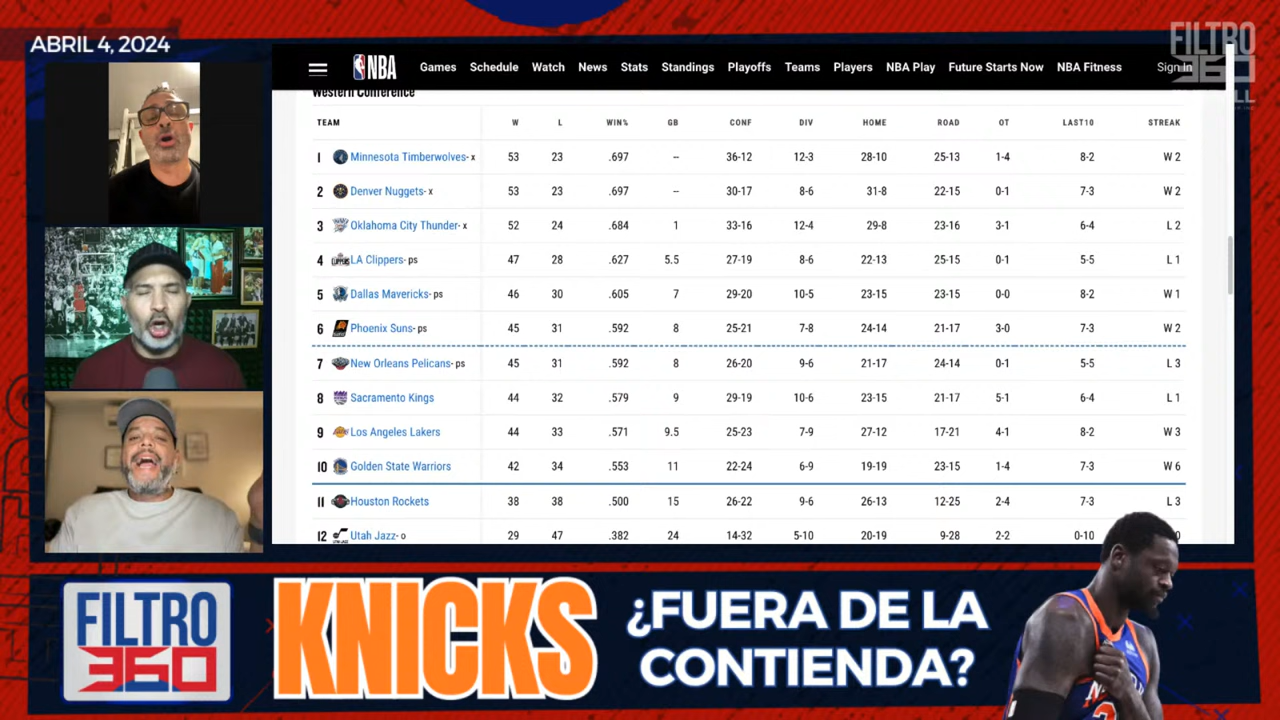 ABRIL 4, 2024
FILTRO
360
NBA Games Schedule Watch News Stats Standings Playoffs Teams Players NBA Play Future Starts Now NBA Fitness Sign In
Western Conference
TEAM W L WIN% GB CONF DIV HOME ROAD OT LAST10 STREAK
1 Minnesota Timberwolves - x 53 23 .697 – 36-12 12-3 28-10 25-13 1-4 8-2 W 2
2 Denver Nuggets - x 53 23 .697 – 30-17 8-6 31-8 22-15 0-1 7-3 W 2
3 Oklahoma City Thunder - x 52 24 .684 1 33-16 12-4 29-8 23-16 3-1 6-4 L 2
4 LA Clippers - ps 47 28 .627 5.5 27-19 8-6 22-13 25-15 0-1 5-5 L 1
5 Dallas Mavericks - ps 46 30 .605 7 29-20 10-5 23-15 23-15 0-0 8-2 W 1
6 Phoenix Suns - ps 45 31 .592 8 25-21 7-8 24-14 21-17 3-0 7-3 W 2
7 New Orleans Pelicans - ps 45 31 .592 8 26-20 9-6 21-17 24-14 0-1 5-5 L 3
8 Sacramento Kings 44 32 .579 9 29-19 10-6 23-15 21-17 5-1 6-4 L 1
9 Los Angeles Lakers 44 33 .571 9.5 25-23 7-9 27-12 17-21 4-1 8-2 W 3
10 Golden State Warriors 42 34 .553 11 22-24 6-9 19-19 23-15 1-4 7-3 W 6
11 Houston Rockets 38 38 .500 15 26-22 9-6 26-13 12-25 2-4 7-3 L 3
12 Utah Jazz - o 29 47 .382 24 14-32 5-10 20-19 9-28 2-2 0-10
FILTRO
360
KNICKS
¿FUERA DE LA
CONTIENDA?